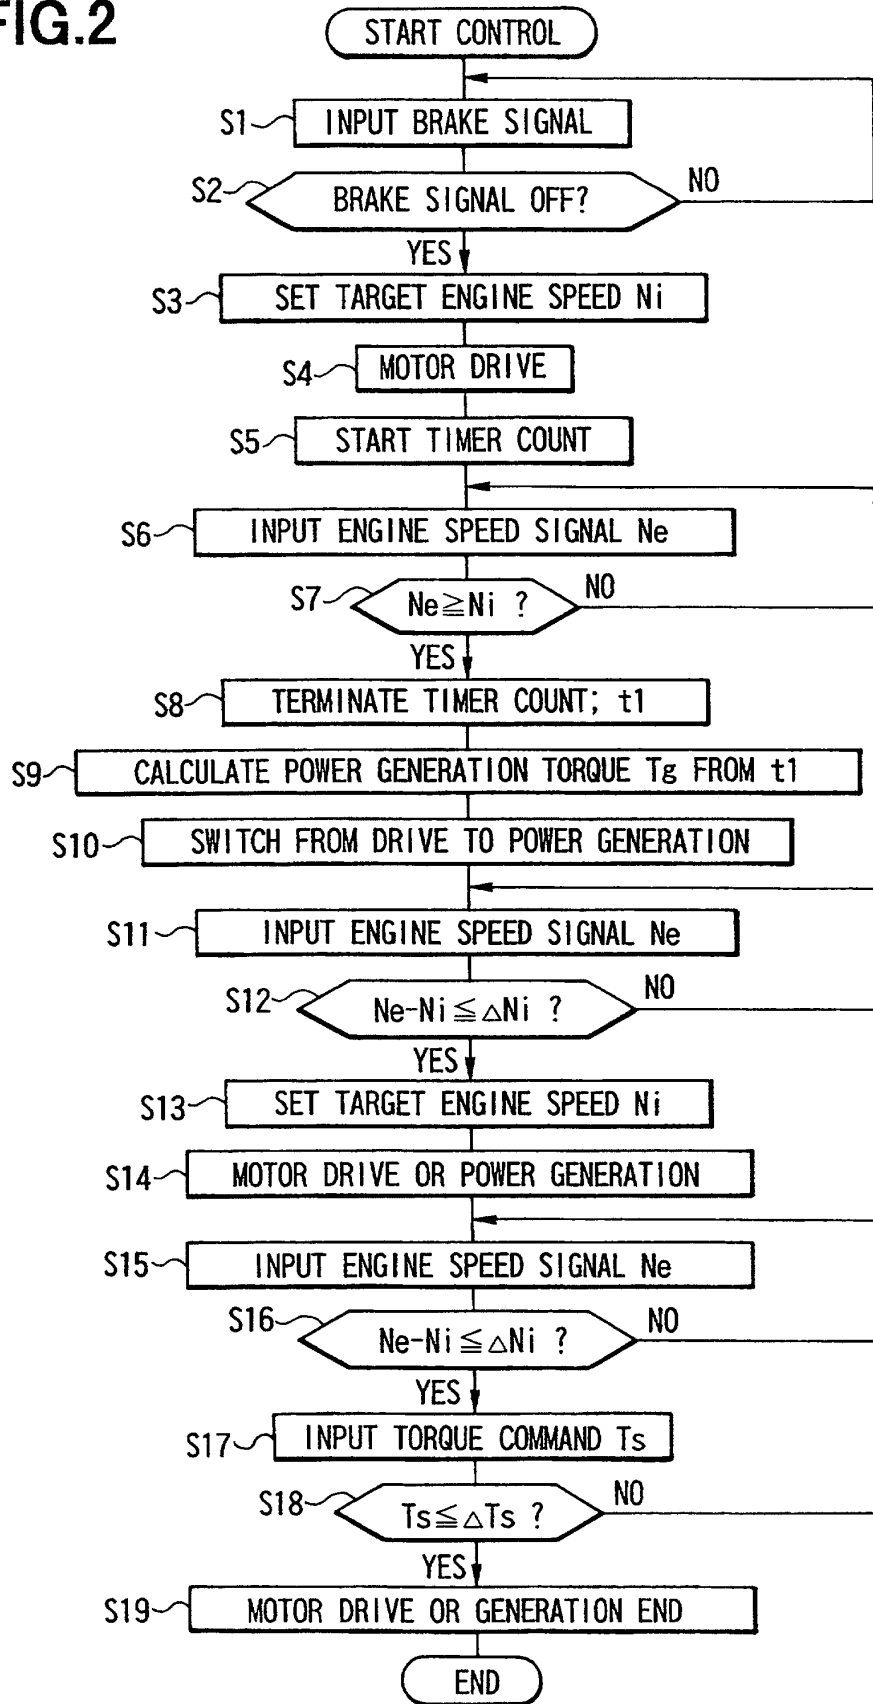 FIG.2
START CONTROL
S1
INPUT BRAKE SIGNAL
S2
BRAKE SIGNAL OFF?
NO
YES
S3
SET TARGET ENGINE SPEED Ni
S4
MOTOR DRIVE
S5
START TIMER COUNT
S6
INPUT ENGINE SPEED SIGNAL Ne
S7
Ne≧Ni ?
NO
YES
S8
TERMINATE TIMER COUNT; t1
S9
CALCULATE POWER GENERATION TORQUE Tg FROM t1
S10
SWITCH FROM DRIVE TO POWER GENERATION
S11
INPUT ENGINE SPEED SIGNAL Ne
S12
Ne-Ni≦△Ni ?
NO
YES
S13
SET TARGET ENGINE SPEED Ni
S14
MOTOR DRIVE OR POWER GENERATION
S15
INPUT ENGINE SPEED SIGNAL Ne
S16
Ne-Ni≦△Ni ?
NO
YES
S17
INPUT TORQUE COMMAND Ts
S18
Ts≦△Ts ?
NO
YES
S19
MOTOR DRIVE OR GENERATION END
END